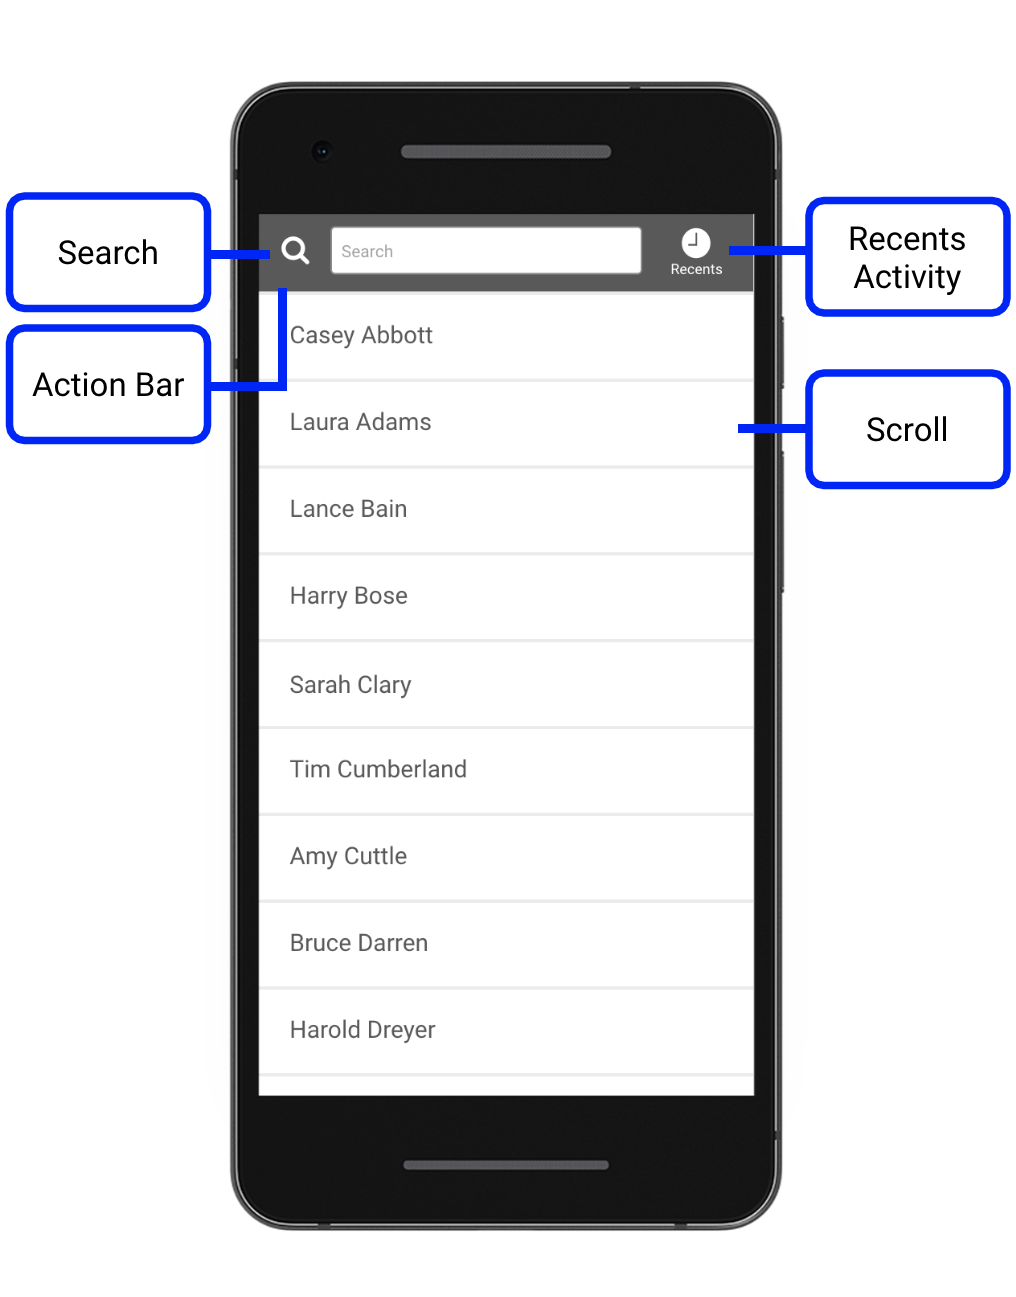 Search
Action Bar
Search
Recents
Recents
Activity
Scroll
Casey Abbott
Laura Adams
Lance Bain
Harry Bose
Sarah Clary
Tim Cumberland
Amy Cuttle
Bruce Darren
Harold Dreyer